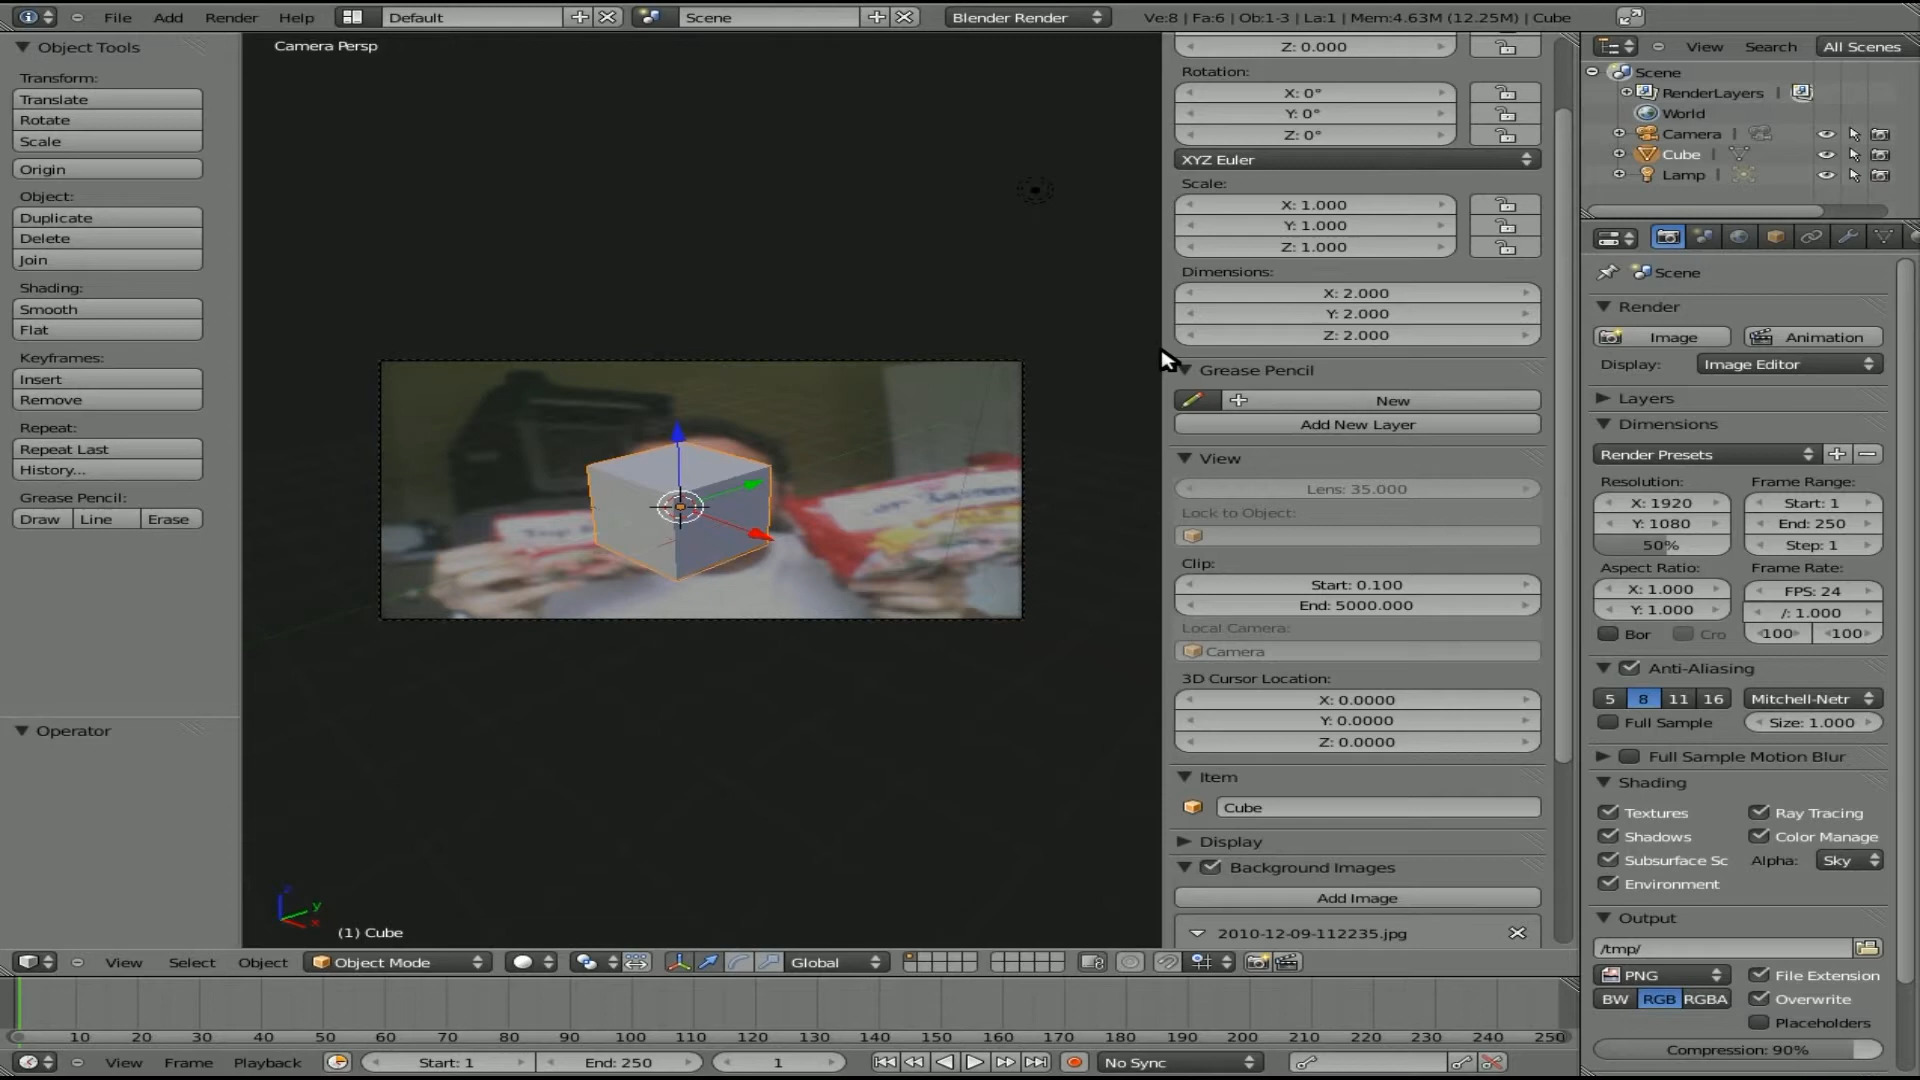 File Add Render Help Default Scene Blender Render Ve:8 | Fa:6 | Ob:1-3 | La:1 | Mem:4.63M (12.25M) | Cube
Object Tools
Transform:
Translate
Rotate
Scale
Origin
Object:
Duplicate
Delete
Join
Shading:
Smooth
Flat
Keyframes:
Insert
Remove
Repeat:
Repeat Last
History...
Grease Pencil:
Draw Line Erase
Operator
Camera Persp
(1) Cube
Z: 0.000
Rotation:
X: 0°
Y: 0°
Z: 0°
XYZ Euler
Scale:
X: 1.000
Y: 1.000
Z: 1.000
Dimensions:
X: 2.000
Y: 2.000
Z: 2.000
Grease Pencil
New
Add New Layer
View
Lens: 35.000
Lock to Object:
Clip:
Start: 0.100
End: 5000.000
Local Camera:
Camera
3D Cursor Location:
X: 0.0000
Y: 0.0000
Z: 0.0000
Item
Cube
Display
Background Images
Add Image
2010-12-09-112235.jpg
View Search All Scenes
Scene
RenderLayers |
World
Camera |
Cube |
Lamp |
Scene
Render
Image Animation
Display: Image Editor
Layers
Dimensions
Render Presets
Resolution: Frame Range:
X: 1920 Start: 1
Y: 1080 End: 250
50% Step: 1
Aspect Ratio: Frame Rate:
X: 1.000 FPS: 24
Y: 1.000 /: 1.000
Bor Cro 100 100
Anti-Aliasing
5 8 11 16 Mitchell-Netr
Full Sample Size: 1.000
Full Sample Motion Blur
Shading
Textures Ray Tracing
Shadows Color Manage
Subsurface Sc Alpha: Sky
Environment
Output
/tmp/
PNG File Extension
BW RGB RGBA Overwrite
Placeholders
Compression: 90%
View Select Object Object Mode Global
10 20 30 40 50 60 70 80 90 100 110 120 130 140 150 160 170 180 190 200 210 220 230 240 250
View Frame Playback Start: 1 End: 250 1 No Sync